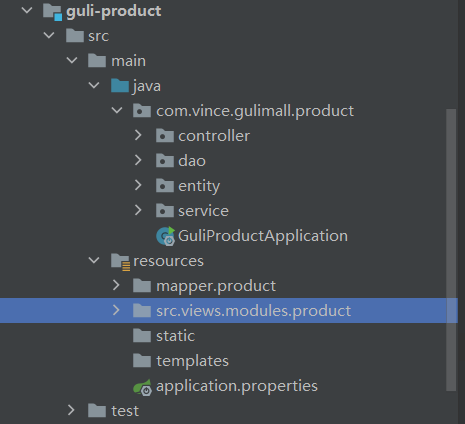 guli-product
src
main
java
com.vince.gulimall.product
controller
dao
entity
service
GuliProductApplication
resources
mapper.product
src.views.modules.product
static
templates
application.properties
test